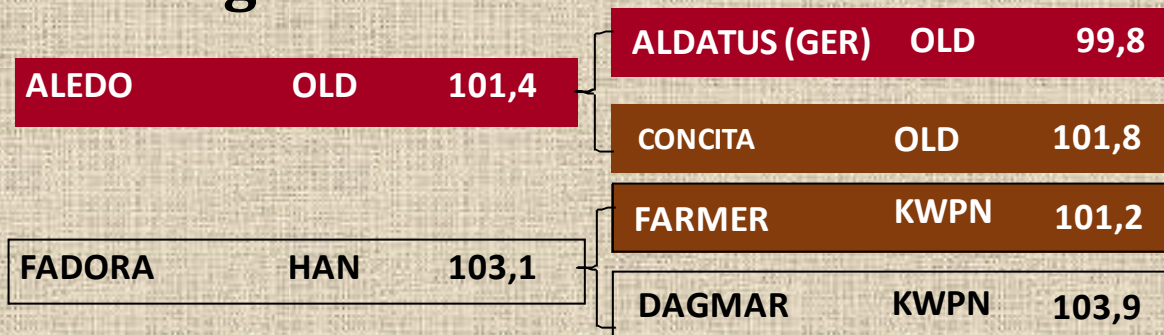 ALDATUS (GER) OLD 99,8
ALEDO OLD 101,4
CONCITA OLD 101,8
FARMER KWPN 101,2
FADORA HAN 103,1
DAGMAR KWPN 103,9